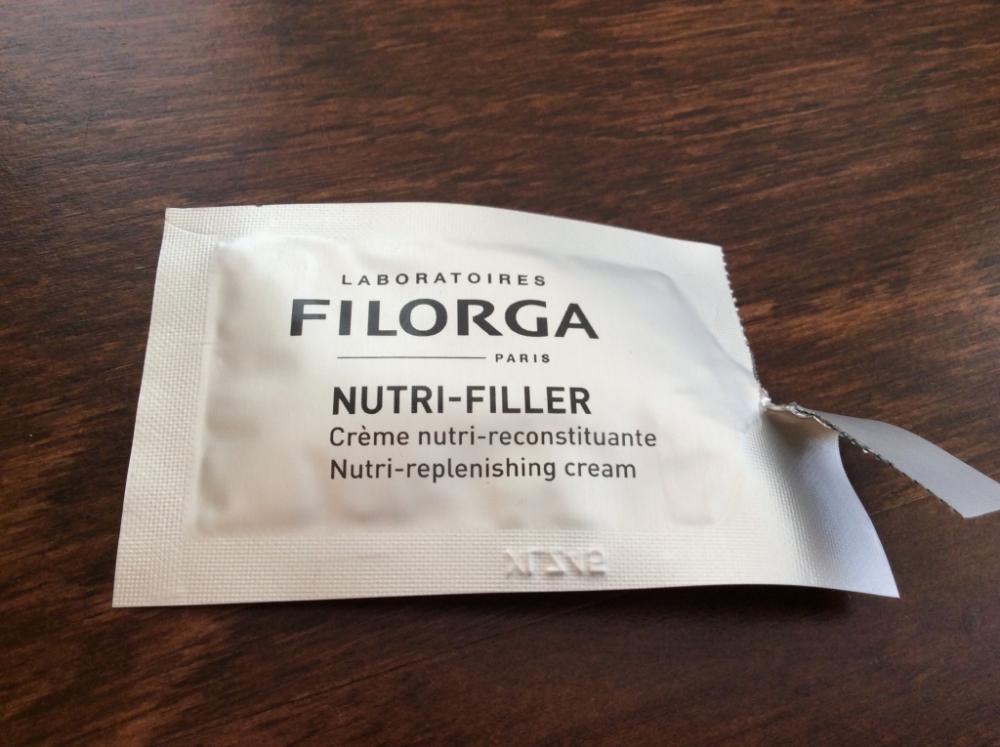 LABORATOIRES
FILORGA
PARIS
NUTRI-FILLER
Crème nutri-reconstituante
Nutri-replenishing cream